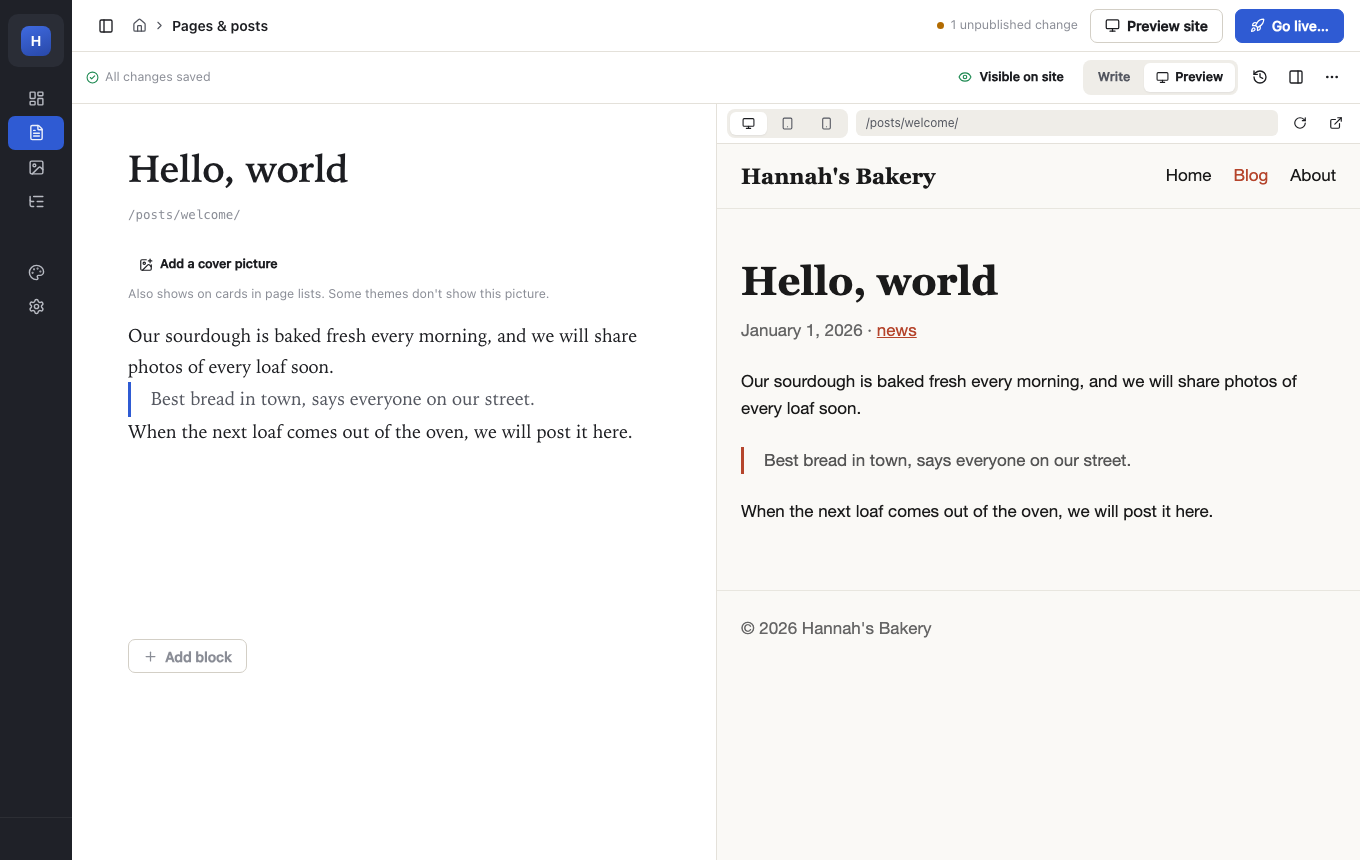 H
Pages & posts
1 unpublished change
Preview site
Go live...
All changes saved
Visible on site
Write
Preview
Hello, world
/posts/welcome/
Add a cover picture
Also shows on cards in page lists. Some themes don't show this picture.
Our sourdough is baked fresh every morning, and we will share
photos of every loaf soon.
Best bread in town, says everyone on our street.
When the next loaf comes out of the oven, we will post it here.
Add block
/posts/welcome/
Hannah's Bakery
Home
Blog
About
Hello, world
January 1, 2026 · news
Our sourdough is baked fresh every morning, and we will share photos of
every loaf soon.
Best bread in town, says everyone on our street.
When the next loaf comes out of the oven, we will post it here.
© 2026 Hannah's Bakery